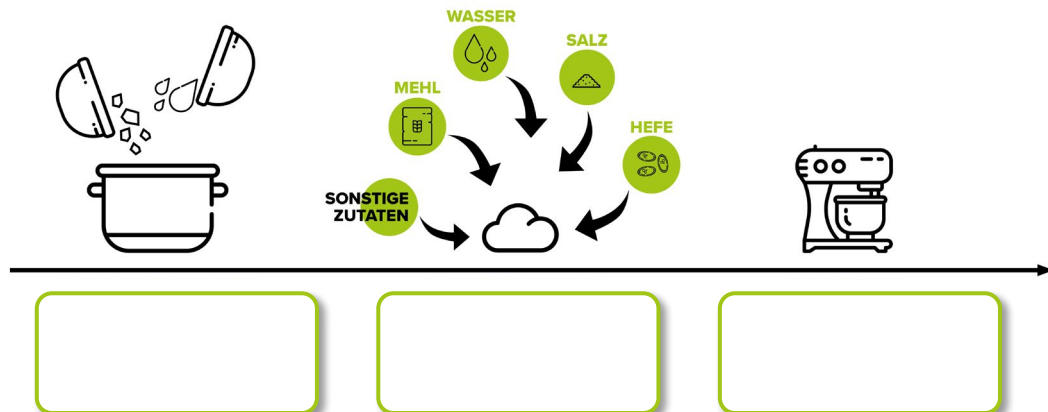 WASSER
SALZ
MEHL
HEFE
SONSTIGE
ZUTATEN